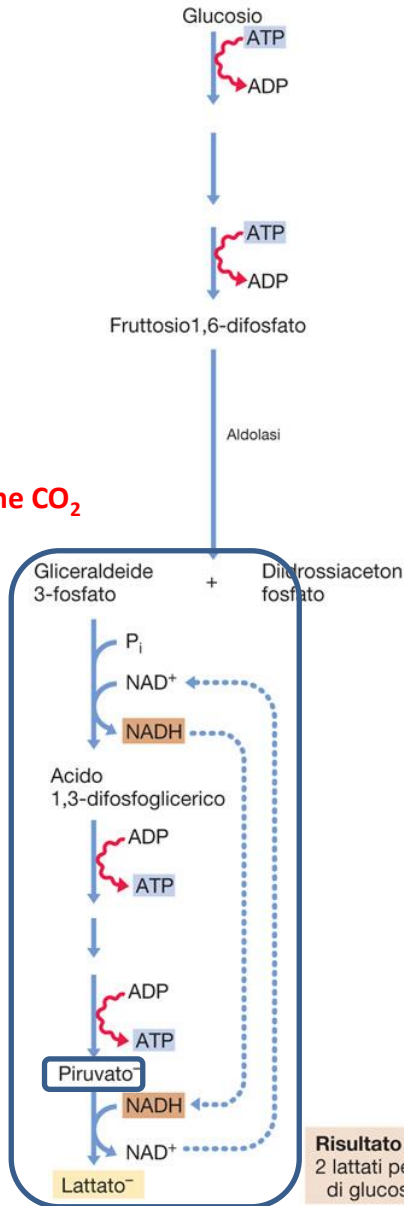 Glucosio
ATP
ADP
ATP
ADP
Fruttosio1,6-difosfato
Aldolasi
ne CO₂
Gliceraldeide
3-fosfato
+
Diidrossiaceton
fosfato
Pᵢ
NAD⁺
NADH
Acido
1,3-difosfoglicerico
ADP
ATP
ADP
ATP
Piruvato⁻
NADH
NAD⁺
Lattato⁻
Risultato
2 lattati pe
di glucos